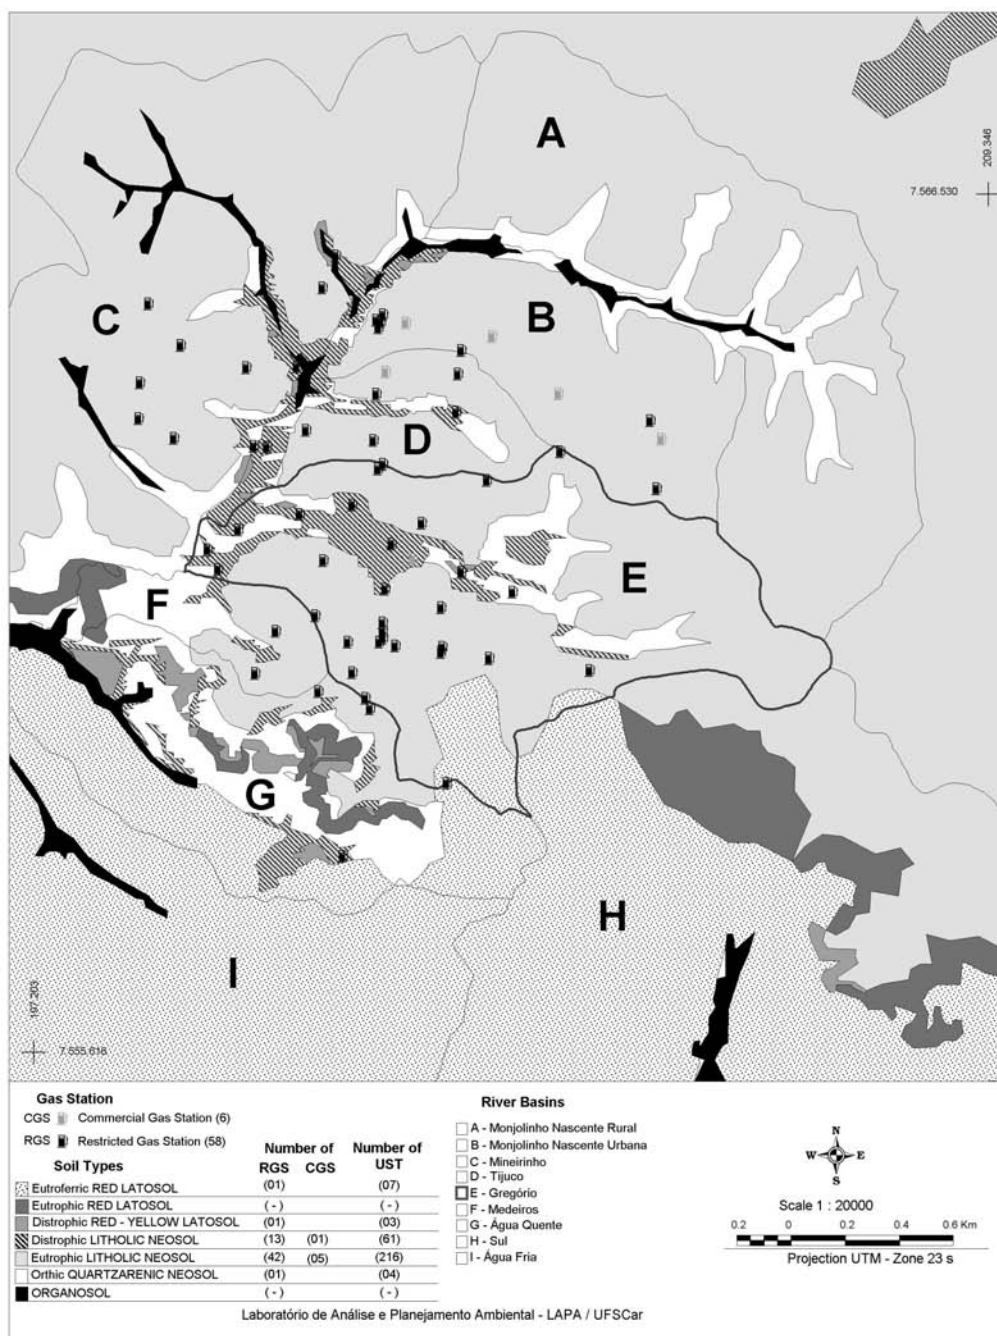 A
209.346
7.566.530
C
B
D
E
F
G
H
I
197.203
7.555.616
Gas Station
CGS Commercial Gas Station (6)
RGS Restricted Gas Station (58)
Soil Types
Number of
RGS CGS
Number of
UST
Eutroferric RED LATOSOL (01) (07)
Eutrophic RED LATOSOL (-) (-)
Distrophic RED - YELLOW LATOSOL (01) (03)
Distrophic LITHOLIC NEOSOL (13) (01) (61)
Eutrophic LITHOLIC NEOSOL (42) (05) (216)
Orthic QUARTZARENIC NEOSOL (01) (04)
ORGANOSOL (-) (-)
River Basins
A - Monjolinho Nascente Rural
B - Monjolinho Nascente Urbana
C - Mineirinho
D - Tijuco
E - Gregório
F - Medeiros
G - Água Quente
H - Sul
I - Água Fria
N
W E
S
Scale 1 : 20000
0.2 0 0.2 0.4 0.6 Km
Projection UTM - Zone 23 s
Laboratório de Análise e Planejamento Ambiental - LAPA / UFSCar